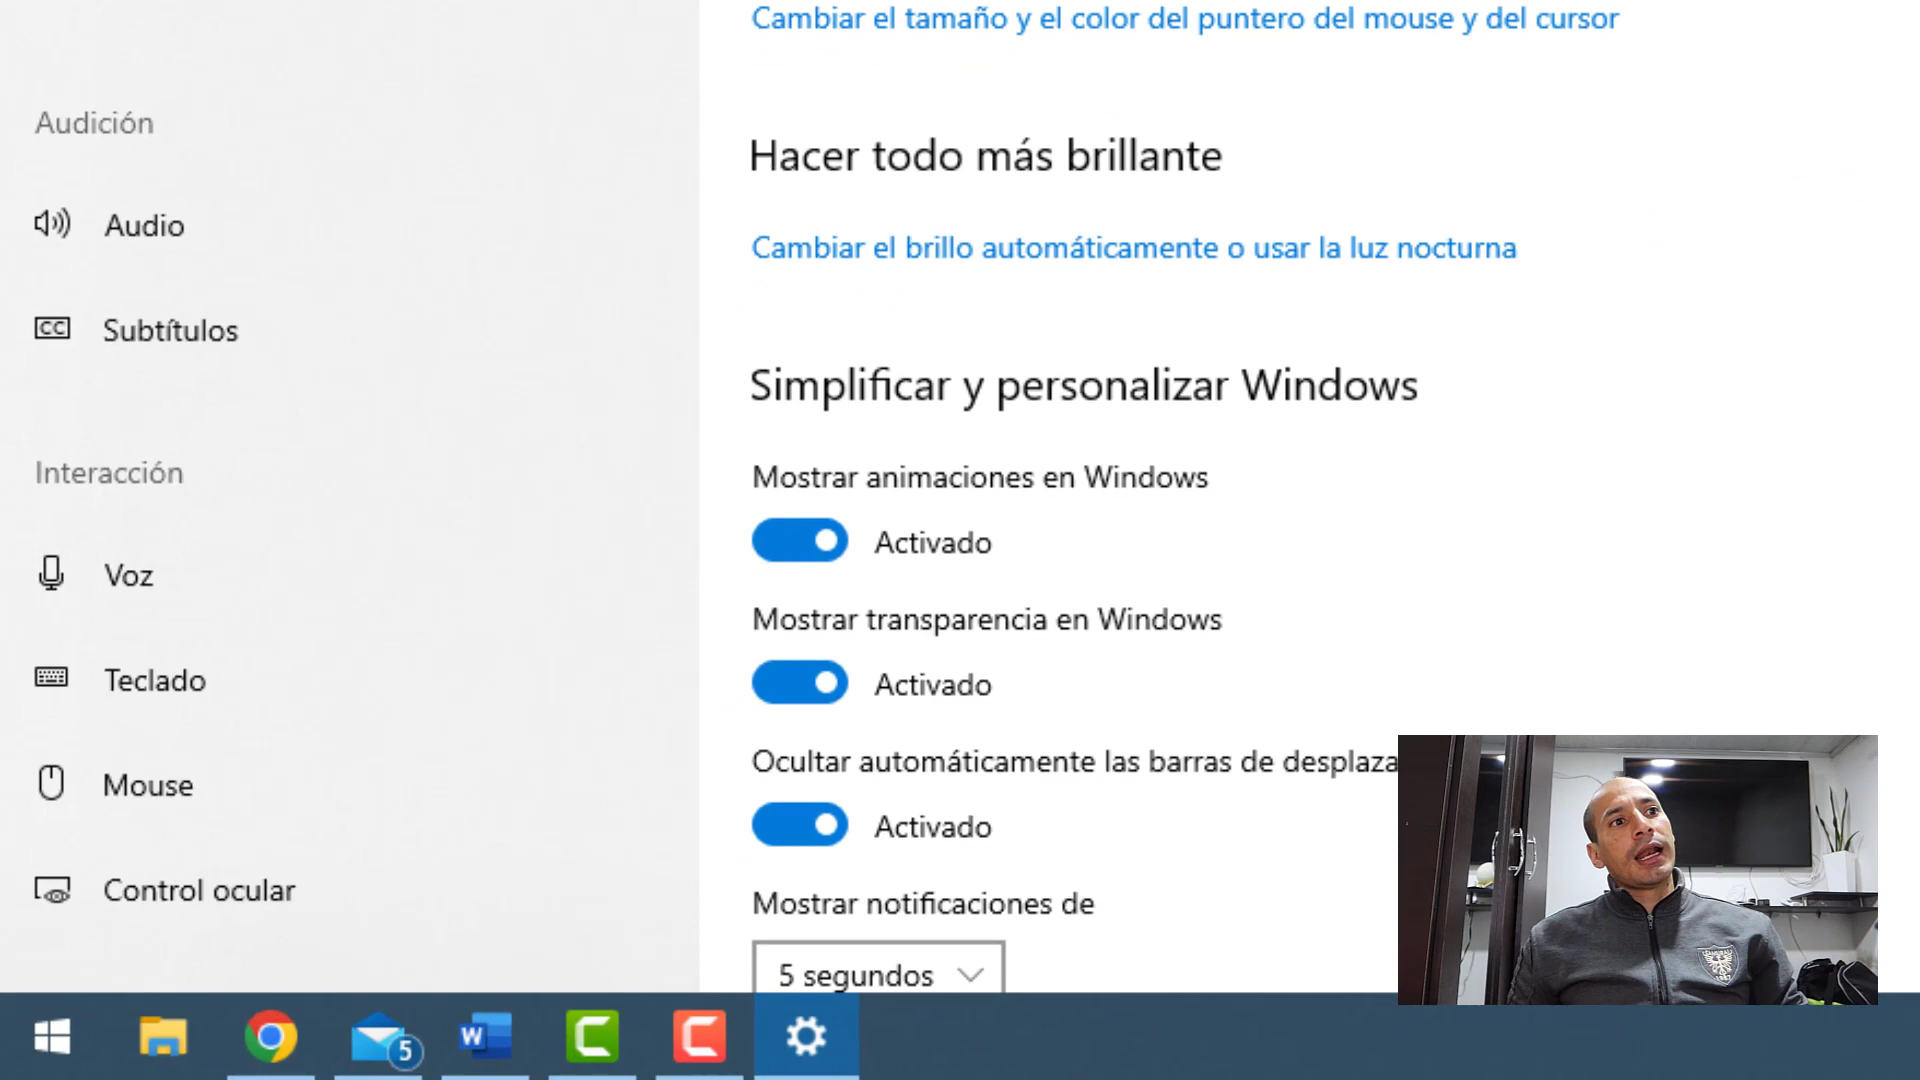 Cambiar el tamaño y el color del puntero del mouse y del cursor
Audición
Audio
Subtítulos
Interacción
Voz
Teclado
Mouse
Control ocular
Hacer todo más brillante
Cambiar el brillo automáticamente o usar la luz nocturna
Simplificar y personalizar Windows
Mostrar animaciones en Windows
Activado
Mostrar transparencia en Windows
Activado
Ocultar automáticamente las barras de desplaza
Activado
Mostrar notificaciones de
5 segundos
CC
W
5